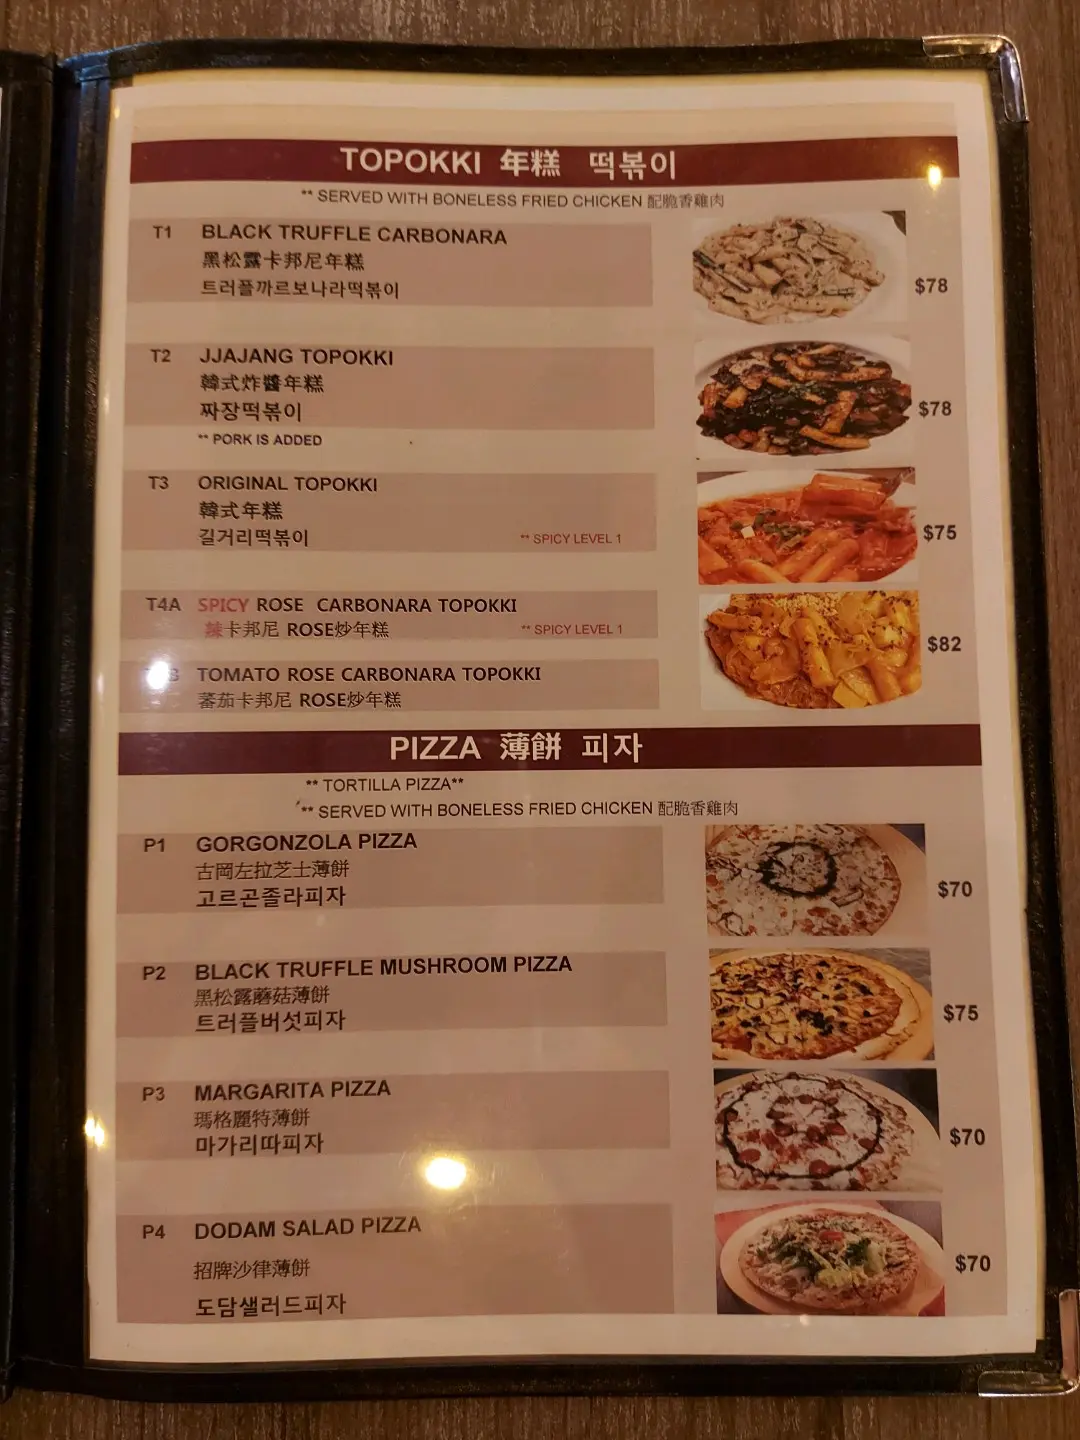 TOPOKKI 年糕 떡볶이
** SERVED WITH BONELESS FRIED CHICKEN 配脆香雞肉
T1 BLACK TRUFFLE CARBONARA
黑松露卡邦尼年糕
트러플까르보나라떡볶이
$78
T2 JJAJANG TOPOKKI
韓式炸醬年糕
짜장떡볶이
$78
** PORK IS ADDED
T3 ORIGINAL TOPOKKI
韓式年糕
길거리떡볶이 ** SPICY LEVEL 1
$75
T4A SPICY ROSE CARBONARA TOPOKKI
辣卡邦尼 ROSE炒年糕 ** SPICY LEVEL 1
$82
B TOMATO ROSE CARBONARA TOPOKKI
蕃茄卡邦尼 ROSE炒年糕
PIZZA 薄餅 피자
** TORTILLA PIZZA**
** SERVED WITH BONELESS FRIED CHICKEN 配脆香雞肉
P1 GORGONZOLA PIZZA
古岡左拉芝士薄餅
고르곤졸라피자
$70
P2 BLACK TRUFFLE MUSHROOM PIZZA
黑松露蘑菇薄餅
트러플버섯피자
$75
P3 MARGARITA PIZZA
瑪格麗特薄餅
마가리따피자
$70
P4 DODAM SALAD PIZZA
招牌沙律薄餅
도담샐러드피자
$70